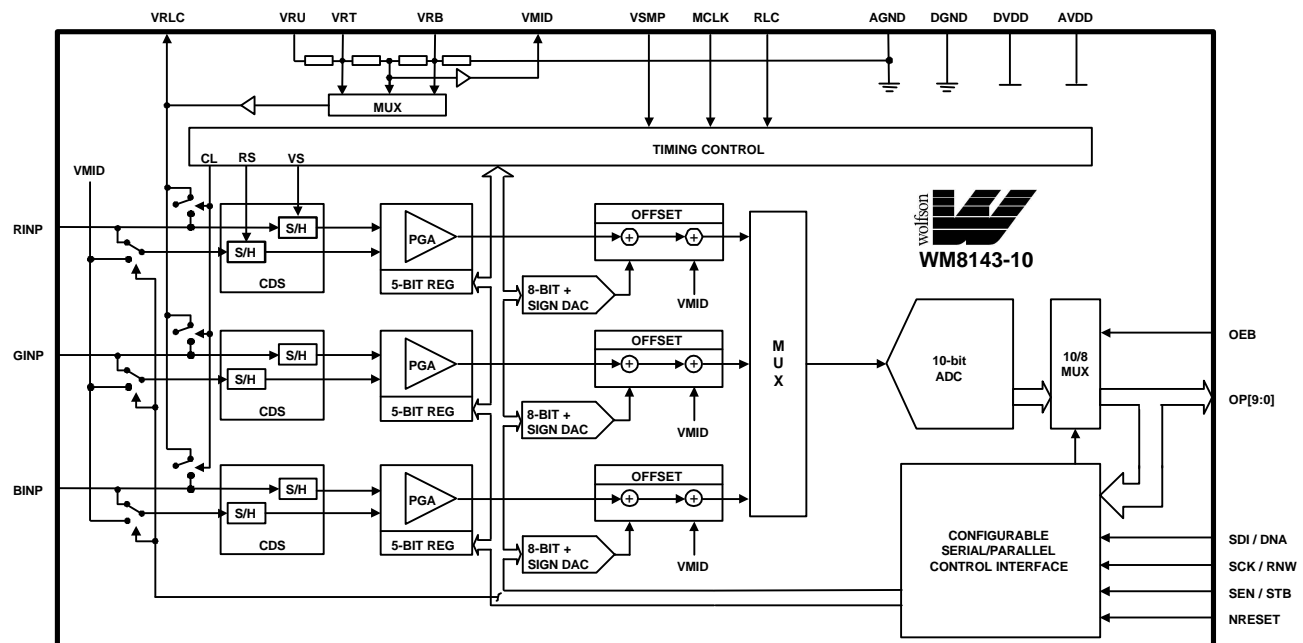 VRLC VRU VRT VRB VMID VSMP MCLK RLC AGND DGND DVDD AVDD
MUX
TIMING CONTROL
CL RS VS
VMID
wolfson
WM8143-10
RINP
S/H
S/H
CDS
PGA
5-BIT REG
OFFSET
+ +
8-BIT +
SIGN DAC
VMID
GINP
S/H
S/H
CDS
PGA
5-BIT REG
OFFSET
+ +
8-BIT +
SIGN DAC
VMID
BINP
S/H
S/H
CDS
PGA
5-BIT REG
OFFSET
+ +
8-BIT +
SIGN DAC
VMID
M
U
X
10-bit
ADC
10/8
MUX
OEB
OP[9:0]
CONFIGURABLE
SERIAL/PARALLEL
CONTROL INTERFACE
SDI / DNA
SCK / RNW
SEN / STB
NRESET